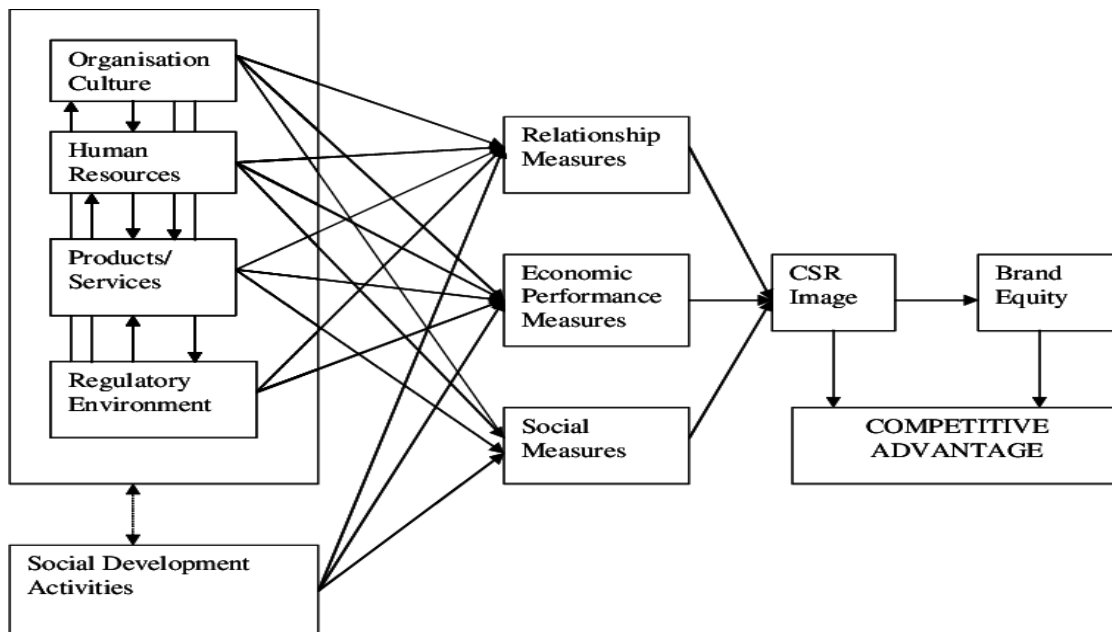 Organisation
Culture
Human
Resources
Products/
Services
Regulatory
Environment
Social Development
Activities
Relationship
Measures
Economic
Performance
Measures
Social
Measures
CSR
Image
Brand
Equity
COMPETITIVE
ADVANTAGE